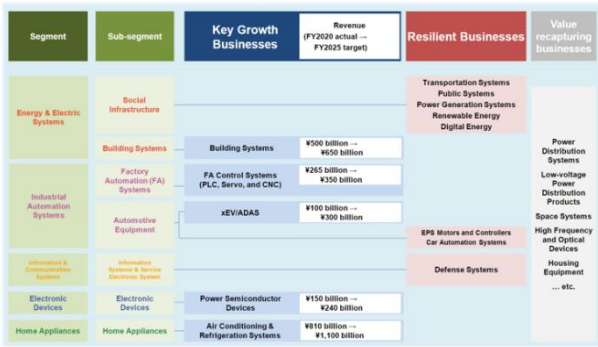 Segment
Sub-segment
Key Growth
Businesses
Revenue
(FY2020 actual →
FY2025 target)
Resilient Businesses
Value
recapturing
businesses
Energy & Electric
Systems
Social
Infrastructure
Transportation Systems
Public Systems
Power Generation Systems
Renewable Energy
Digital Energy
Building Systems
Building Systems
¥500 billion →
¥650 billion
Industrial
Automation
Systems
Factory
Automation (FA)
Systems
FA Control Systems
(PLC, Servo, and CNC)
¥265 billion →
¥350 billion
Automotive
Equipment
xEV/ADAS
¥100 billion →
¥300 billion
EPS Motors and Controllers
Car Automation Systems
Information &
Communication
Systems
Information
Systems & Service
Electronic System
Defense Systems
Electronic
Devices
Electronic
Devices
Power Semiconductor
Devices
¥150 billion →
¥240 billion
Home Appliances
Home Appliances
Air Conditioning &
Refrigeration Systems
¥810 billion →
¥1,100 billion
Power
Distribution
Systems
Low-voltage
Power
Distribution
Products
Space Systems
High Frequency
and Optical
Devices
Housing
Equipment
... etc.